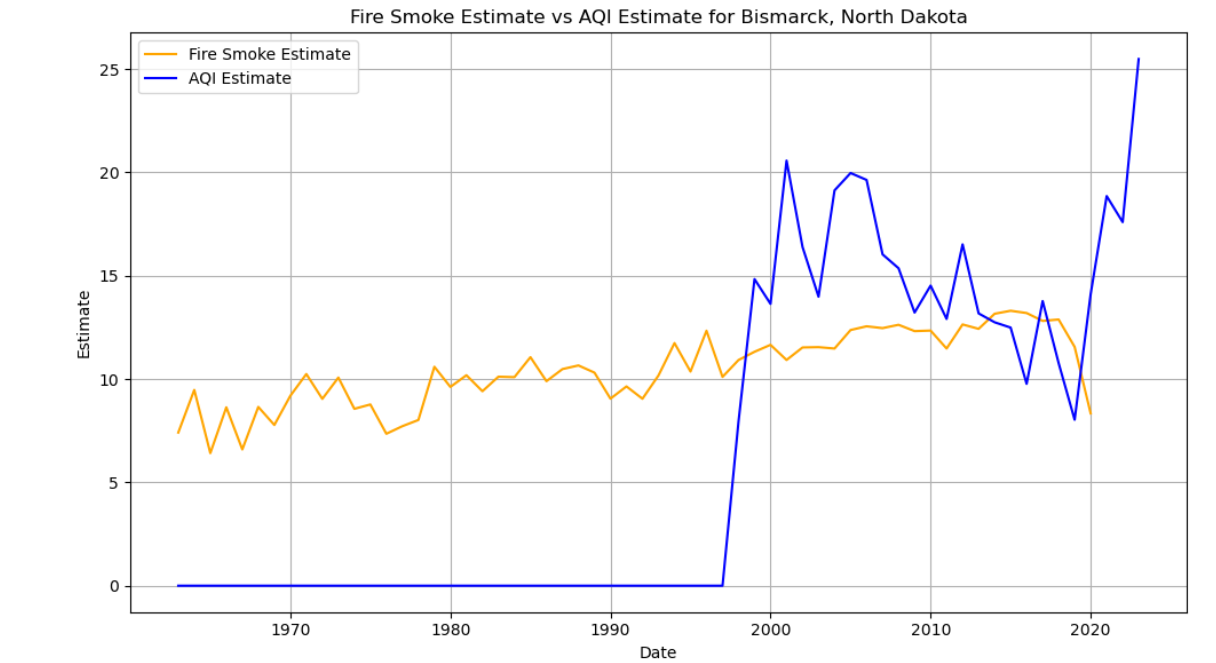 Fire Smoke Estimate vs AQI Estimate for Bismarck, North Dakota
Fire Smoke Estimate
AQI Estimate
25
20
15
10
5
0
Estimate
1970 1980 1990 2000 2010 2020
Date